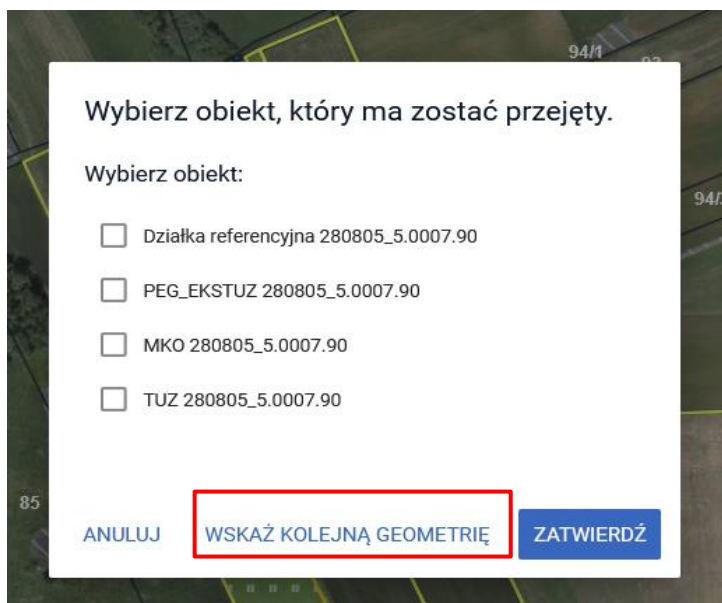 94/1
Wybierz obiekt, który ma zostać przejęty.
Wybierz obiekt:
Działka referencyjna 280805_5.0007.90
PEG_EKSTUZ 280805_5.0007.90
MKO 280805_5.0007.90
TUZ 280805_5.0007.90
85
ANULUJ WSKAŻ KOLEJNĄ GEOMETRIĘ ZATWIERDŹ